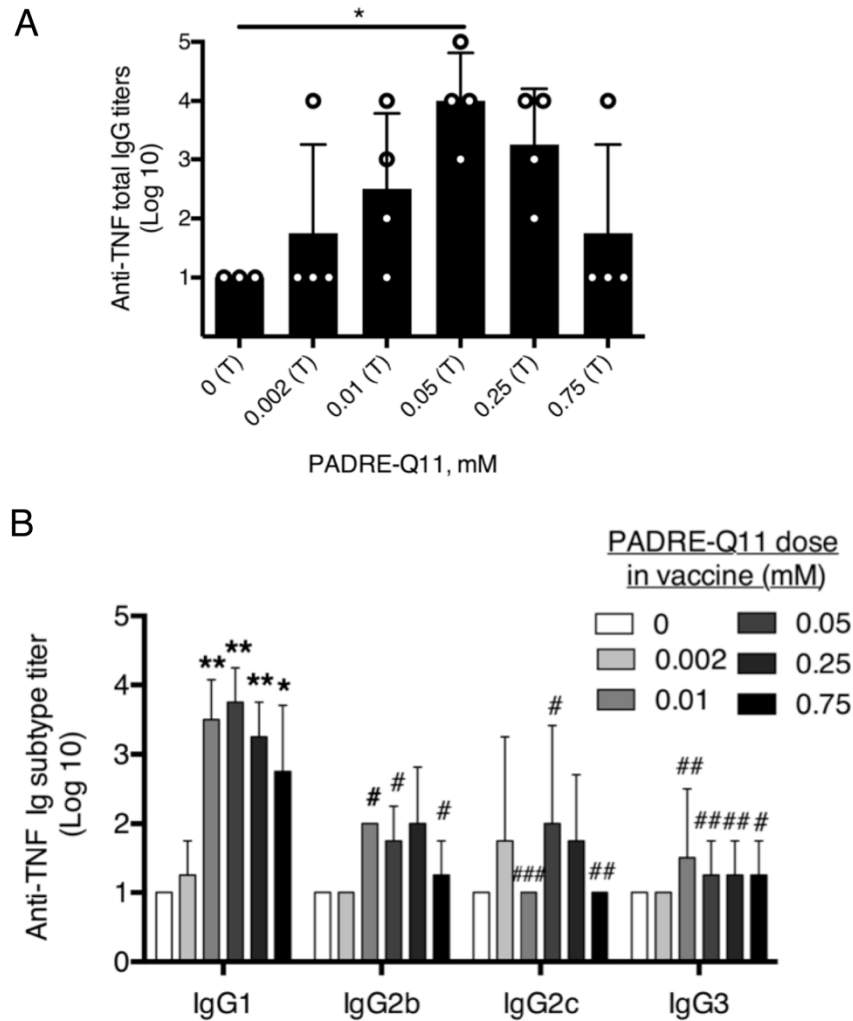 A
*
Anti-TNF total IgG titers
(Log 10)
5
4
3
2
1
0 (T)
0.002 (T)
0.01 (T)
0.05 (T)
0.25 (T)
0.75 (T)
PADRE-Q11, mM
B
PADRE-Q11 dose
in vaccine (mM)
0
0.002
0.01
0.05
0.25
0.75
Anti-TNF Ig subtype titer
(Log 10)
5
4
3
2
1
0
** ** ** *
# # #
### # ##
## ## ## #
IgG1
IgG2b
IgG2c
IgG3